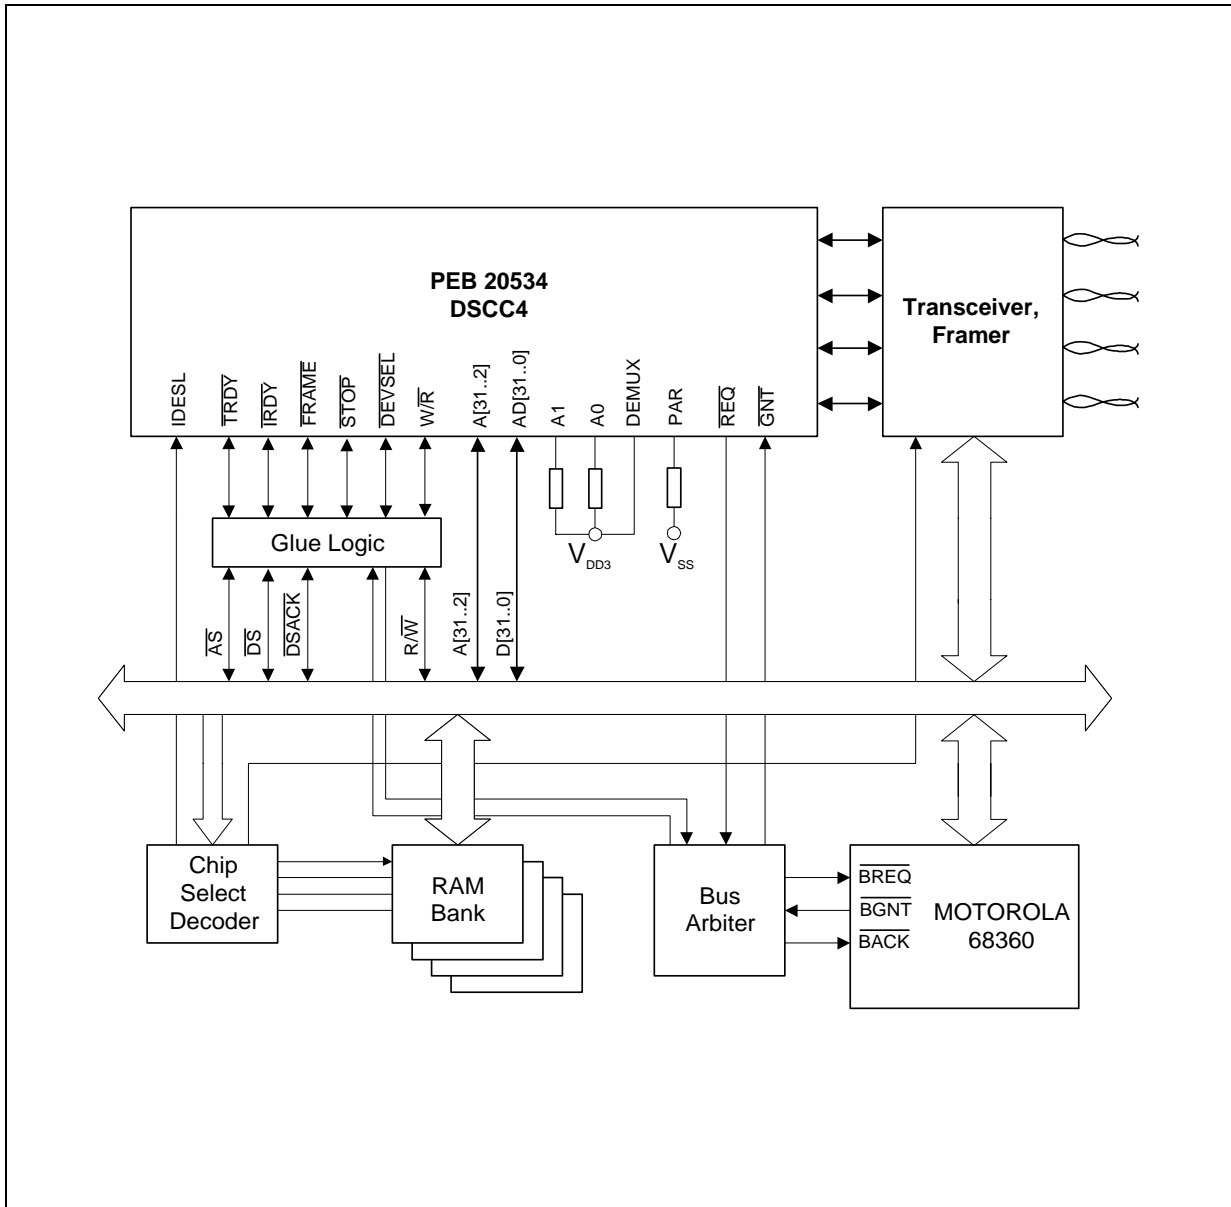 PEB 20534
DSCC4
Transceiver,
Framer
IDESL
TRDY
IRDY
FRAME
STOP
DEVSEL
W/R
A[31..2]
AD[31..0]
A1
A0
DEMUX
PAR
REQ
GNT
Glue Logic
VDD3
VSS
AS
DS
DSACK
R/W
A[31..2]
D[31..0]
Chip
Select
Decoder
RAM
Bank
Bus
Arbiter
BREQ
BGNT
BACK
MOTOROLA
68360